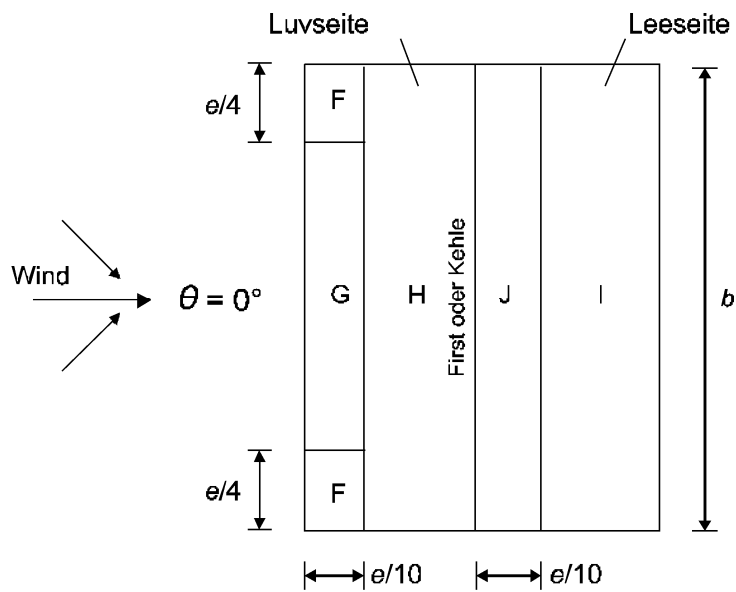 Luvseite
Leeseite
e/4
F
Wind
θ = 0°
G
H
First oder Kehle
J
I
b
e/4
F
e/10
e/10